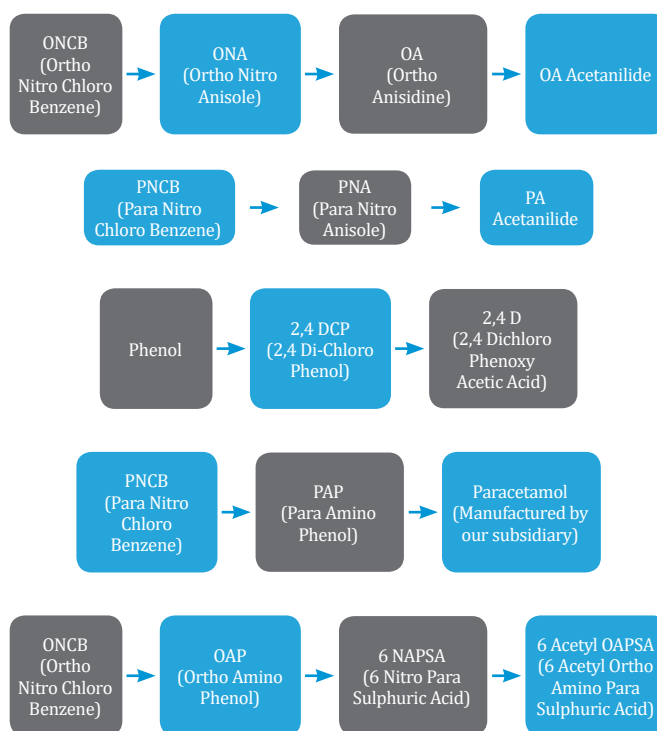 ONCB
(Ortho
Nitro Chloro
Benzene)
ONA
(Ortho Nitro
Anisole)
OA
(Ortho
Anisidine)
OA Acetanilide
PNCB
(Para Nitro
Chloro Benzene)
PNA
(Para Nitro
Anisole)
PA
Acetanilide
Phenol
2,4 DCP
(2,4 Di-Chloro
Phenol)
2,4 D
(2,4 Dichloro
Phenoxy
Acetic Acid)
PNCB
(Para Nitro
Chloro
Benzene)
PAP
(Para Amino
Phenol)
Paracetamol
(Manufactured by
our subsidiary)
ONCB
(Ortho
Nitro Chloro
Benzene)
OAP
(Ortho Amino
Phenol)
6 NAPSA
(6 Nitro Para
Sulphuric Acid)
6 Acetyl OAPSA
(6 Acetyl Ortho
Amino Para
Sulphuric Acid)